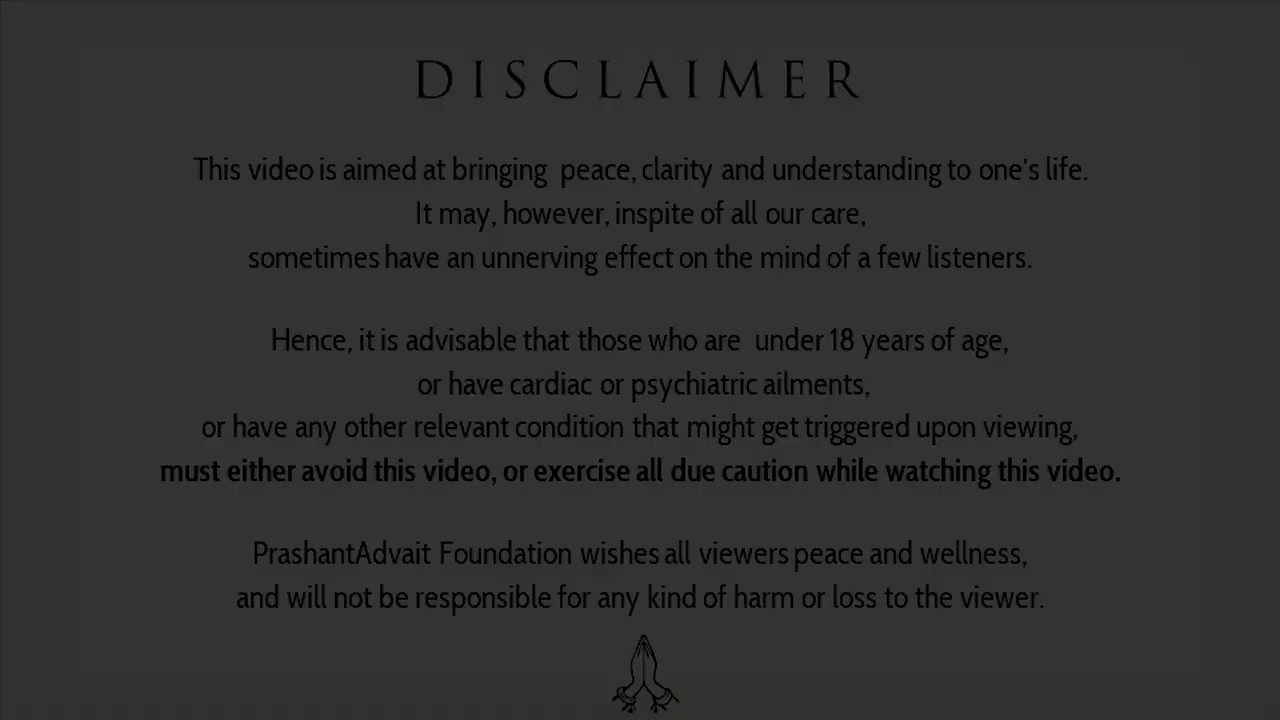 DISCLAIMER
This video is aimed at bringing peace, clarity and understanding to one's life.
It may, however, inspite of all our care,
sometimes have an unnerving effect on the mind of a few listeners.
Hence, it is advisable that those who are under 18 years of age,
or have cardiac or psychiatric ailments,
or have any other relevant condition that might get triggered upon viewing,
must either avoid this video, or exercise all due caution while watching this video.
PrashantAdvait Foundation wishes all viewers peace and wellness,
and will not be responsible for any kind of harm or loss to the viewer.